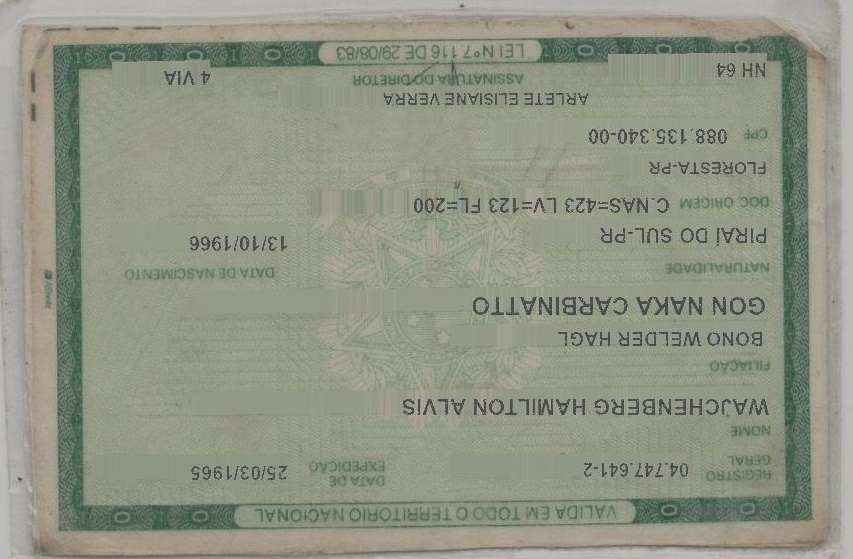 VALIDA EM TODO O TERRITORIO NACIONAL
REGISTRO GERAL 04.747.641-2 DATA DE EXPEDIÇÃO 25/03/1965
NOME
WAJCHENBERG HAMILTON ALVIS
FILIAÇÃO
BONO WELDER HAGL
GON NAKA CARBINATTO
NATURALIDADE DATA DE NASCIMENTO
PIRAÍ DO SUL-PR 13/10/1966
DOC. ORIGEM C.NAS=423 LV=123 FL=200
FLORESTA-PR
CPF 088.135.340-00
ARLETE ELISIANE VERRA
NH 64 ASSINATURA DO DIRETOR 4 VIA
LEI Nº 7.116 DE 29/08/83